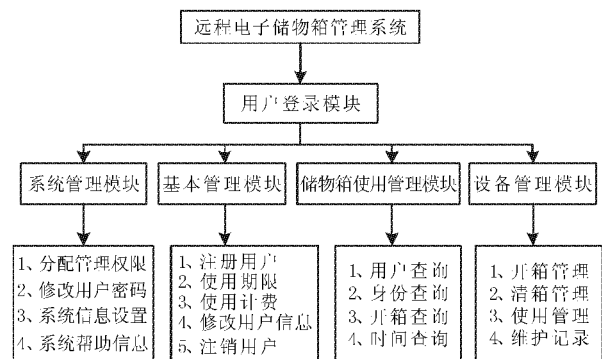 远程电子储物箱管理系统
用户登录模块
系统管理模块
基本管理模块
储物箱使用管理模块
设备管理模块
1、分配管理权限
2、修改用户密码
3、系统信息设置
4、系统帮助信息
1、注册用户
2、使用期限
3、使用计费
4、修改用户信息
5、注销用户
1、用户查询
2、身份查询
3、开箱查询
4、时间查询
1、开箱管理
2、清箱管理
3、使用管理
4、维护记录